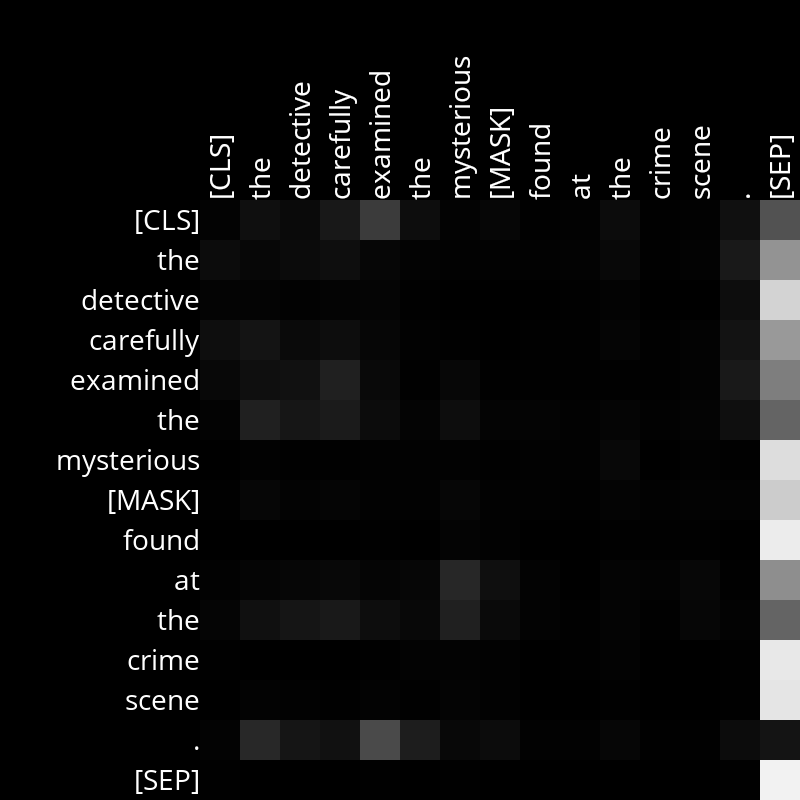 [CLS] the detective carefully examined the mysterious [MASK] found at the crime scene . [SEP]
[CLS]
the
detective
carefully
examined
the
mysterious
[MASK]
found
at
the
crime
scene
.
[SEP]